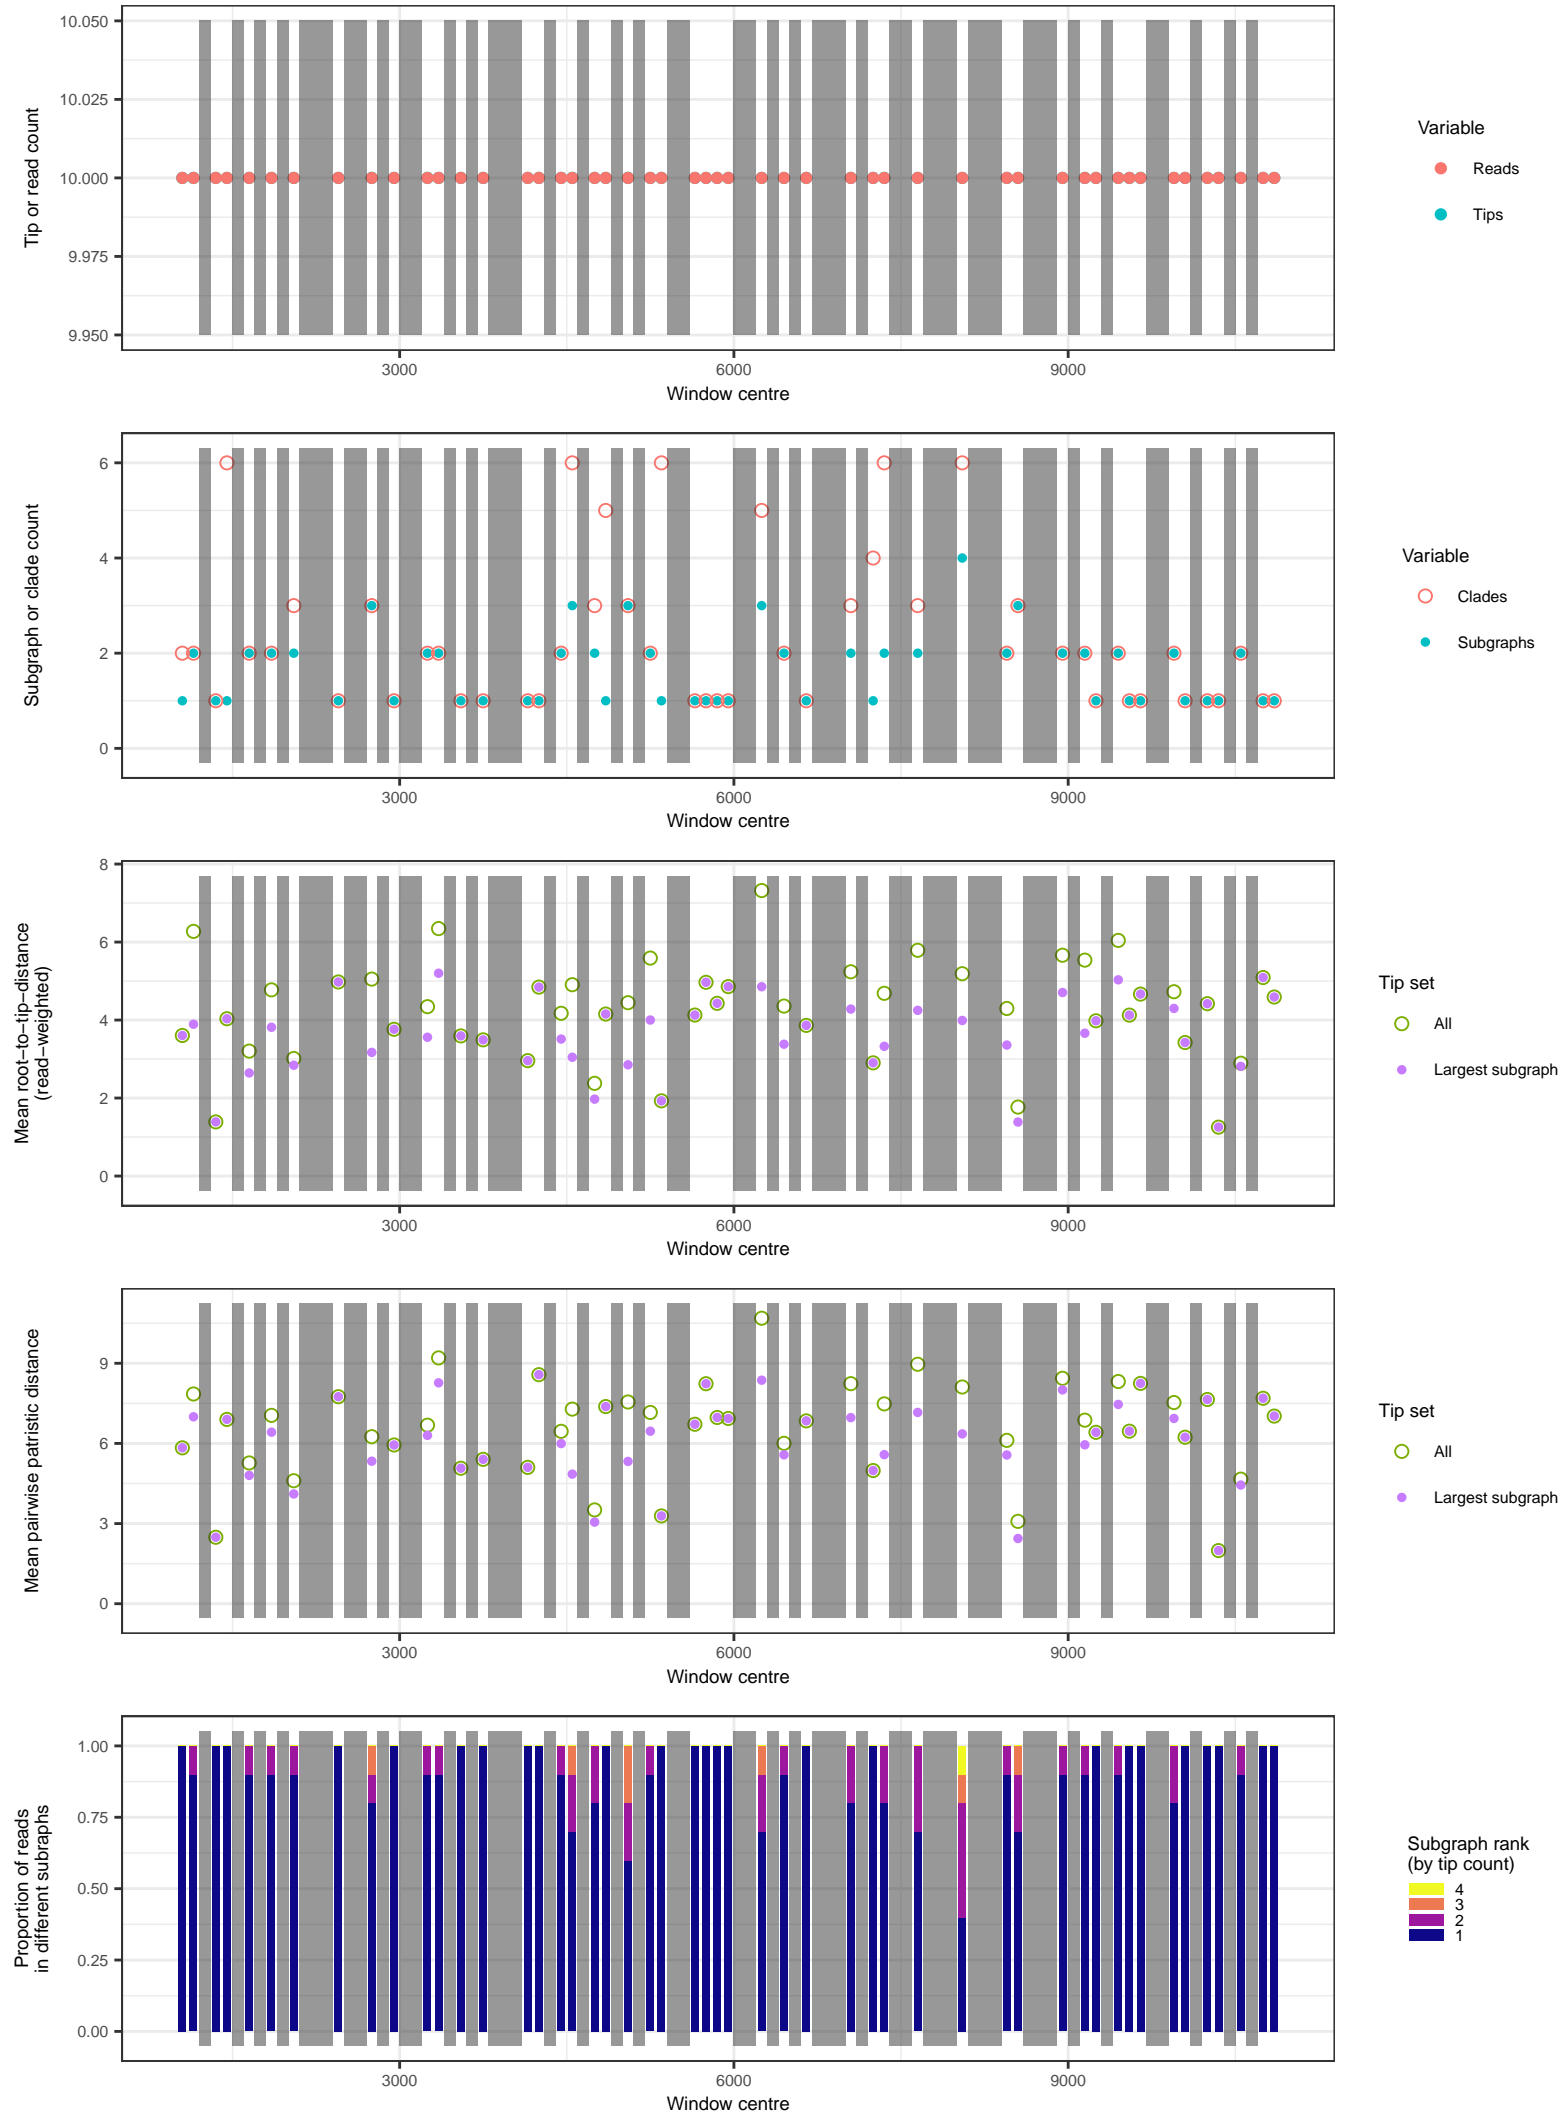 10.050
10.025
10.000
9.975
9.950
Tip or read count
3000 6000 9000
Window centre
Variable
Reads
Tips
6
4
2
0
Subgraph or clade count
3000 6000 9000
Window centre
Variable
Clades
Subgraphs
8
6
4
2
0
Mean root−to−tip−distance
(read−weighted)
3000 6000 9000
Window centre
Tip set
All
Largest subgraph
9
6
3
0
Mean pairwise patristic distance
3000 6000 9000
Window centre
Tip set
All
Largest subgraph
1.00
0.75
0.50
0.25
0.00
Proportion of reads
in different subraphs
3000 6000 9000
Window centre
Subgraph rank
(by tip count)
4
3
2
1